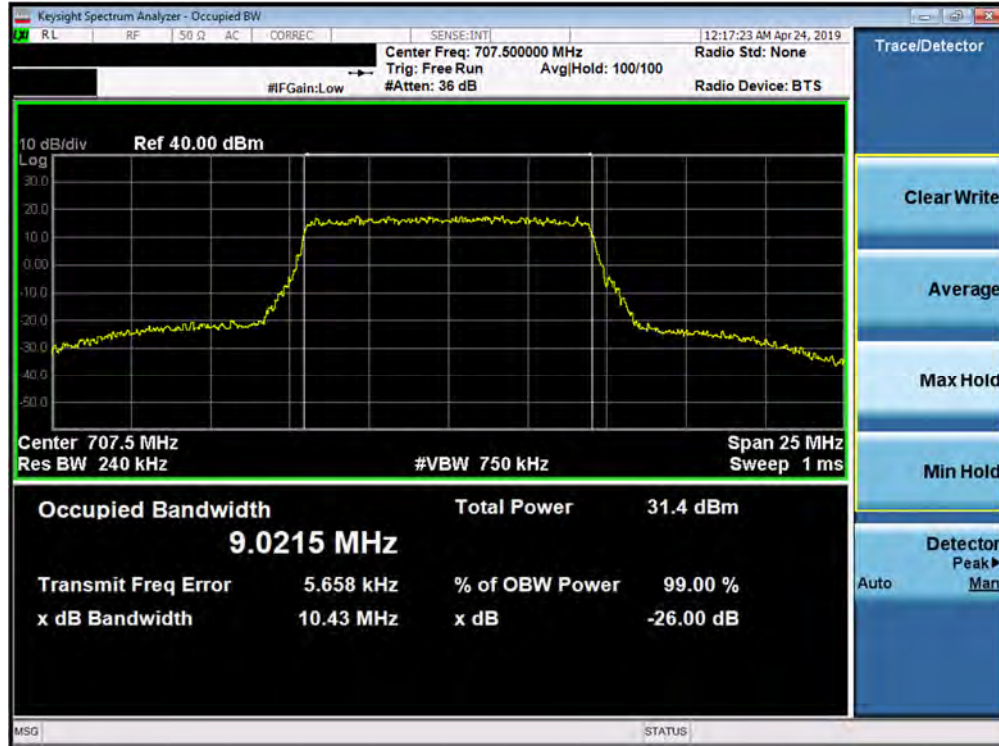 Keysight Spectrum Analyzer - Occupied BW
LXI RL RF 50 Ω AC CORREC SENSE:INT 12:17:23 AM Apr 24, 2019
Center Freq: 707.500000 MHz Radio Std: None
Trig: Free Run Avg|Hold: 100/100
#IFGain:Low #Atten: 36 dB Radio Device: BTS
Trace/Detector
10 dB/div Ref 40.00 dBm
Log
30.0
20.0
10.0
0.00
-10.0
-20.0
-30.0
-40.0
-50.0
Center 707.5 MHz Span 25 MHz
Res BW 240 kHz #VBW 750 kHz Sweep 1 ms
Occupied Bandwidth Total Power 31.4 dBm
9.0215 MHz
Transmit Freq Error 5.658 kHz % of OBW Power 99.00 %
x dB Bandwidth 10.43 MHz x dB -26.00 dB
Clear Write
Average
Max Hold
Min Hold
Detector
Peak▶
Auto Man
MSG STATUS